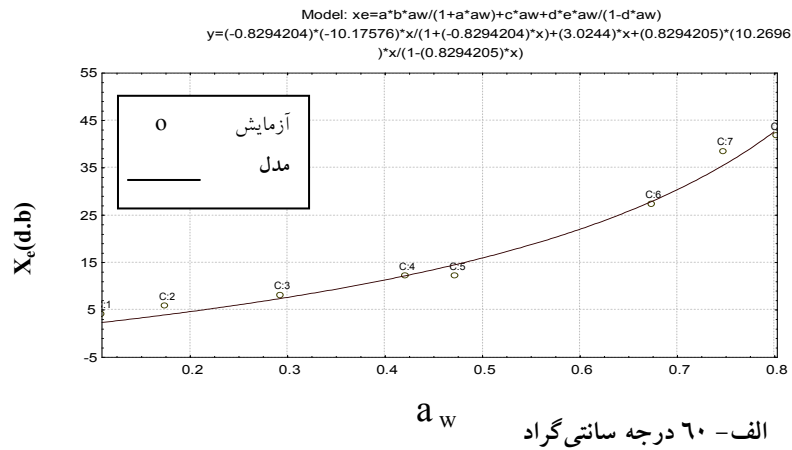 Model: xe=a*b*aw/(1+a*aw)+c*aw+d*e*aw/(1-d*aw)
y=(-0.8294204)*(-10.17576)*x/(1+(-0.8294204)*x)+(3.0244)*x+(0.8294205)*(10.2696
)*x/(1-(0.8294205)*x)
55
45
35
25
15
5
-5
Xe(d.b)
o آزمایش
مدل
:1
C:2
C:3
C:4
C:5
C:6
C:7
C
0.2 0.3 0.4 0.5 0.6 0.7 0.8
a w
الف- ٦٠ درجه سانتی‌گراد